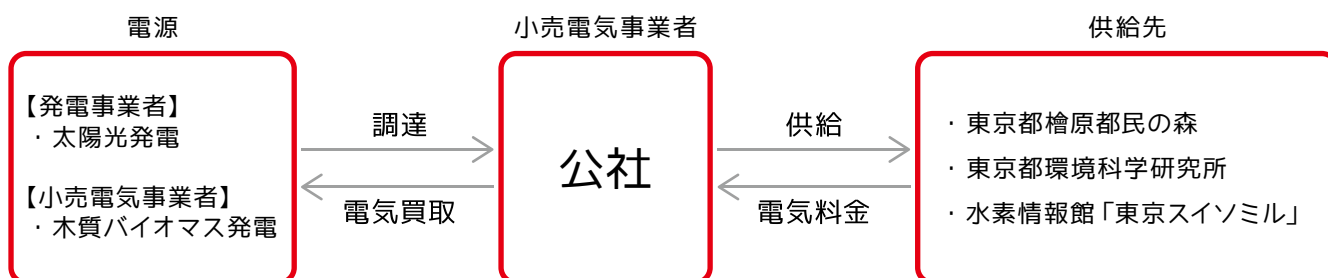 電源
【発電事業者】
・太陽光発電
【小売電気事業者】
・木質バイオマス発電
調達
電気買取
小売電気事業者
公社
供給
電気料金
供給先
・東京都檜原都民の森
・東京都環境科学研究所
・水素情報館「東京スイソミル」